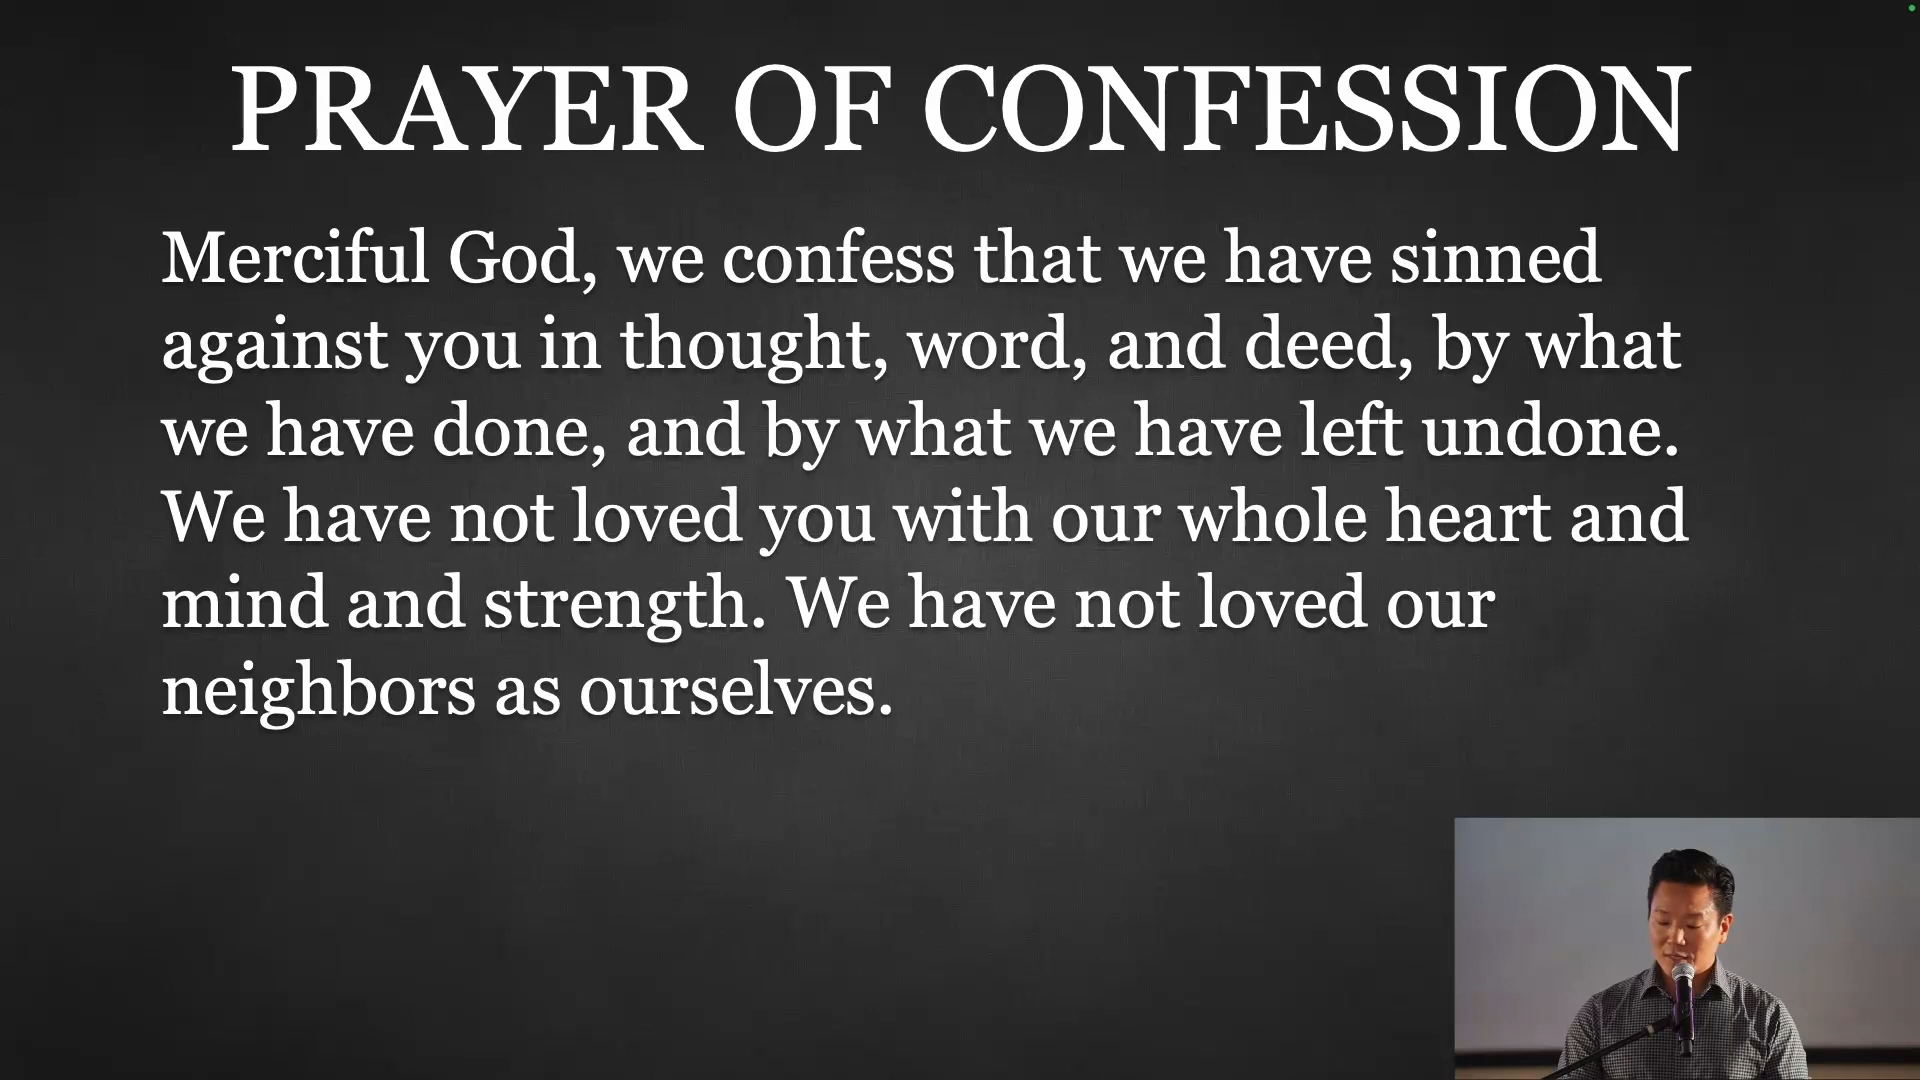 PRAYER OF CONFESSION
Merciful God, we confess that we have sinned
against you in thought, word, and deed, by what
we have done, and by what we have left undone.
We have not loved you with our whole heart and
mind and strength. We have not loved our
neighbors as ourselves.